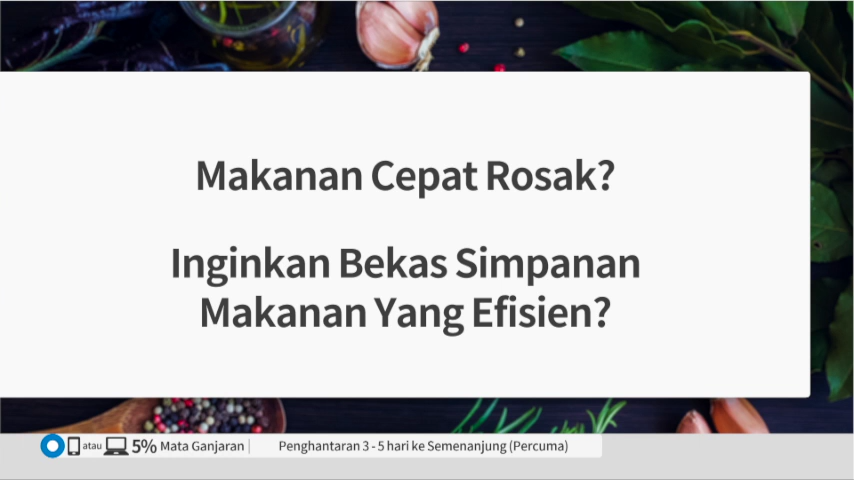 Makanan Cepat Rosak?
Inginkan Bekas Simpanan
Makanan Yang Efisien?
atau 5% Mata Ganjaran | Penghantaran 3 - 5 hari ke Semenanjung (Percuma)